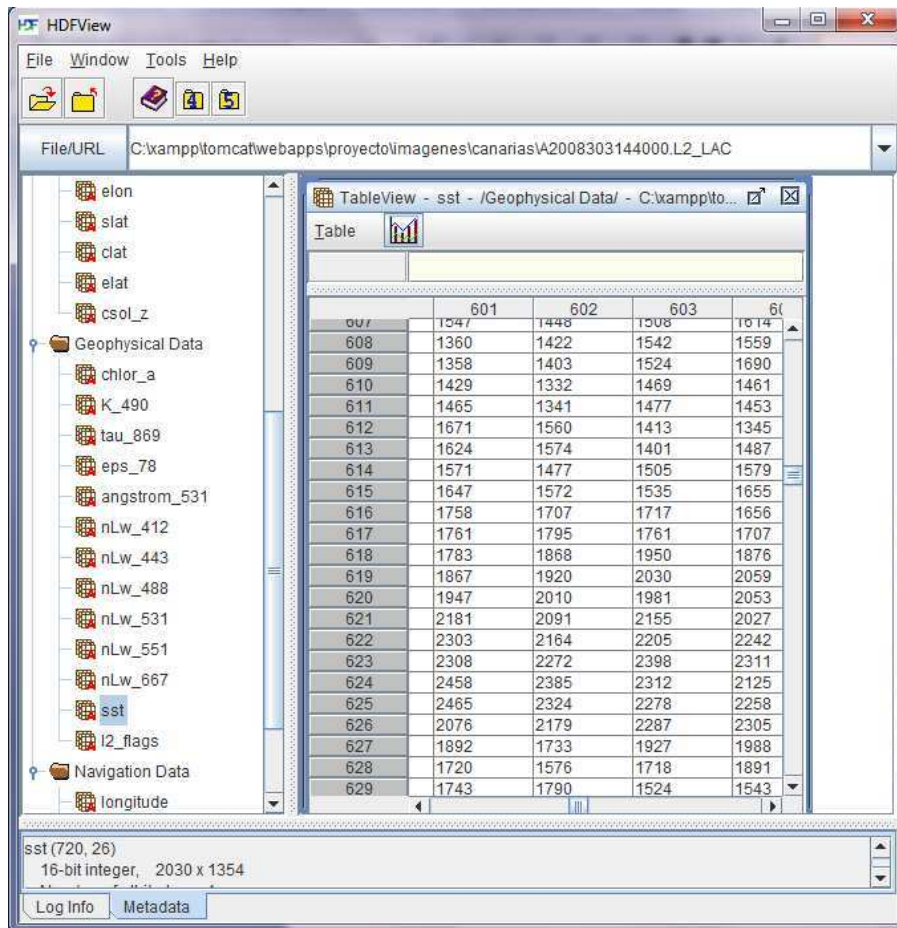 HDFView
File Window Tools Help
4 5
File/URL C:\xampp\tomcat\webapps\proyecto\imagenes\canarias\A2008303144000.L2_LAC
elon
slat
clat
elat
csol_z
Geophysical Data
chlor_a
K_490
tau_869
eps_78
angstrom_531
nLw_412
nLw_443
nLw_488
nLw_531
nLw_551
nLw_667
sst
l2_flags
Navigation Data
longitude
TableView - sst - /Geophysical Data/ - C:\xampp\to...
Table
601 602 603
607 1547 1448 1508 1614
608 1360 1422 1542 1559
609 1358 1403 1524 1690
610 1429 1332 1469 1461
611 1465 1341 1477 1453
612 1671 1560 1413 1345
613 1624 1574 1401 1487
614 1571 1477 1505 1579
615 1647 1572 1535 1655
616 1758 1707 1717 1656
617 1761 1795 1761 1707
618 1783 1868 1950 1876
619 1867 1920 2030 2059
620 1947 2010 1981 2053
621 2181 2091 2155 2027
622 2303 2164 2205 2242
623 2308 2272 2398 2311
624 2458 2385 2312 2125
625 2465 2324 2278 2258
626 2076 2179 2287 2305
627 1892 1733 1927 1988
628 1720 1576 1718 1891
629 1743 1790 1524 1543
sst (720, 26)
16-bit integer, 2030 x 1354
Log Info Metadata